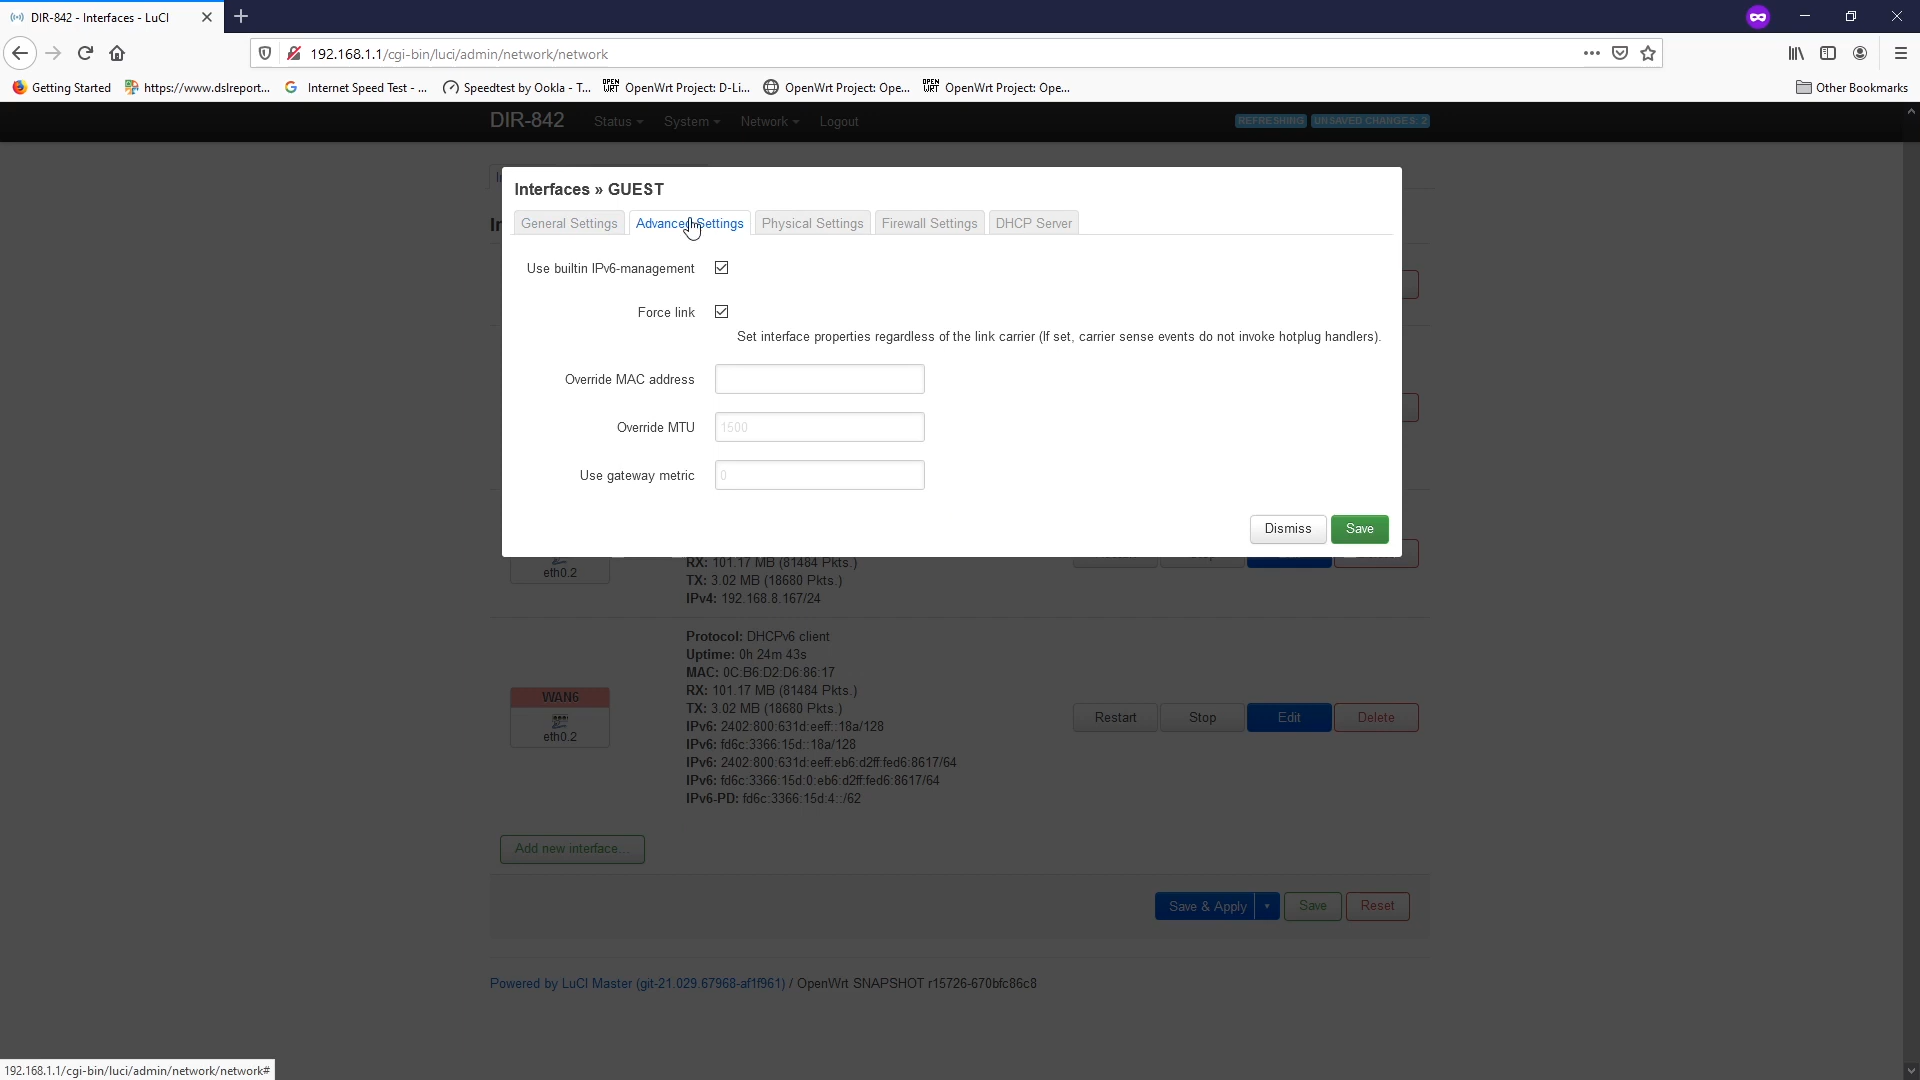 DIR-842 - Interfaces - LuCI
192.168.1.1/cgi-bin/luci/admin/network/network
Getting Started https://www.dslreport... Internet Speed Test - ... Speedtest by Ookla - T... OpenWrt Project: D-Li... OpenWrt Project: Ope... OpenWrt Project: Ope... Other Bookmarks
DIR-842 Status System Network Logout REFRESHING UNSAVED CHANGES: 2
Interfaces » GUEST
General Settings Advanced Settings Physical Settings Firewall Settings DHCP Server
Use builtin IPv6-management
Force link
Set interface properties regardless of the link carrier (If set, carrier sense events do not invoke hotplug handlers).
Override MAC address
Override MTU 1500
Use gateway metric 0
Dismiss Save
RX: 101.17 MB (81484 Pkts.)
eth0.2
TX: 3.02 MB (18680 Pkts.)
IPv4: 192.168.8.167/24
Protocol: DHCPv6 client
Uptime: 0h 24m 43s
MAC: 0C:B6:D2:D6:86:17
RX: 101.17 MB (81484 Pkts.)
TX: 3.02 MB (18680 Pkts.)
IPv6: 2402:800:631d:eeff::18a/128
IPv6: fd6c:3366:15d::18a/128
IPv6: 2402:800:631d:eeff:eb6:d2ff:fed6:8617/64
IPv6: fd6c:3366:15d:0:eb6:d2ff:fed6:8617/64
IPv6-PD: fd6c:3366:15d:4::/62
WAN6
eth0.2
Restart Stop Edit Delete
Add new interface...
Save & Apply Save Reset
Powered by LuCI Master (git-21.029.67968-af1f961) / OpenWrt SNAPSHOT r15726-670bfc86c8
192.168.1.1/cgi-bin/luci/admin/network/network#